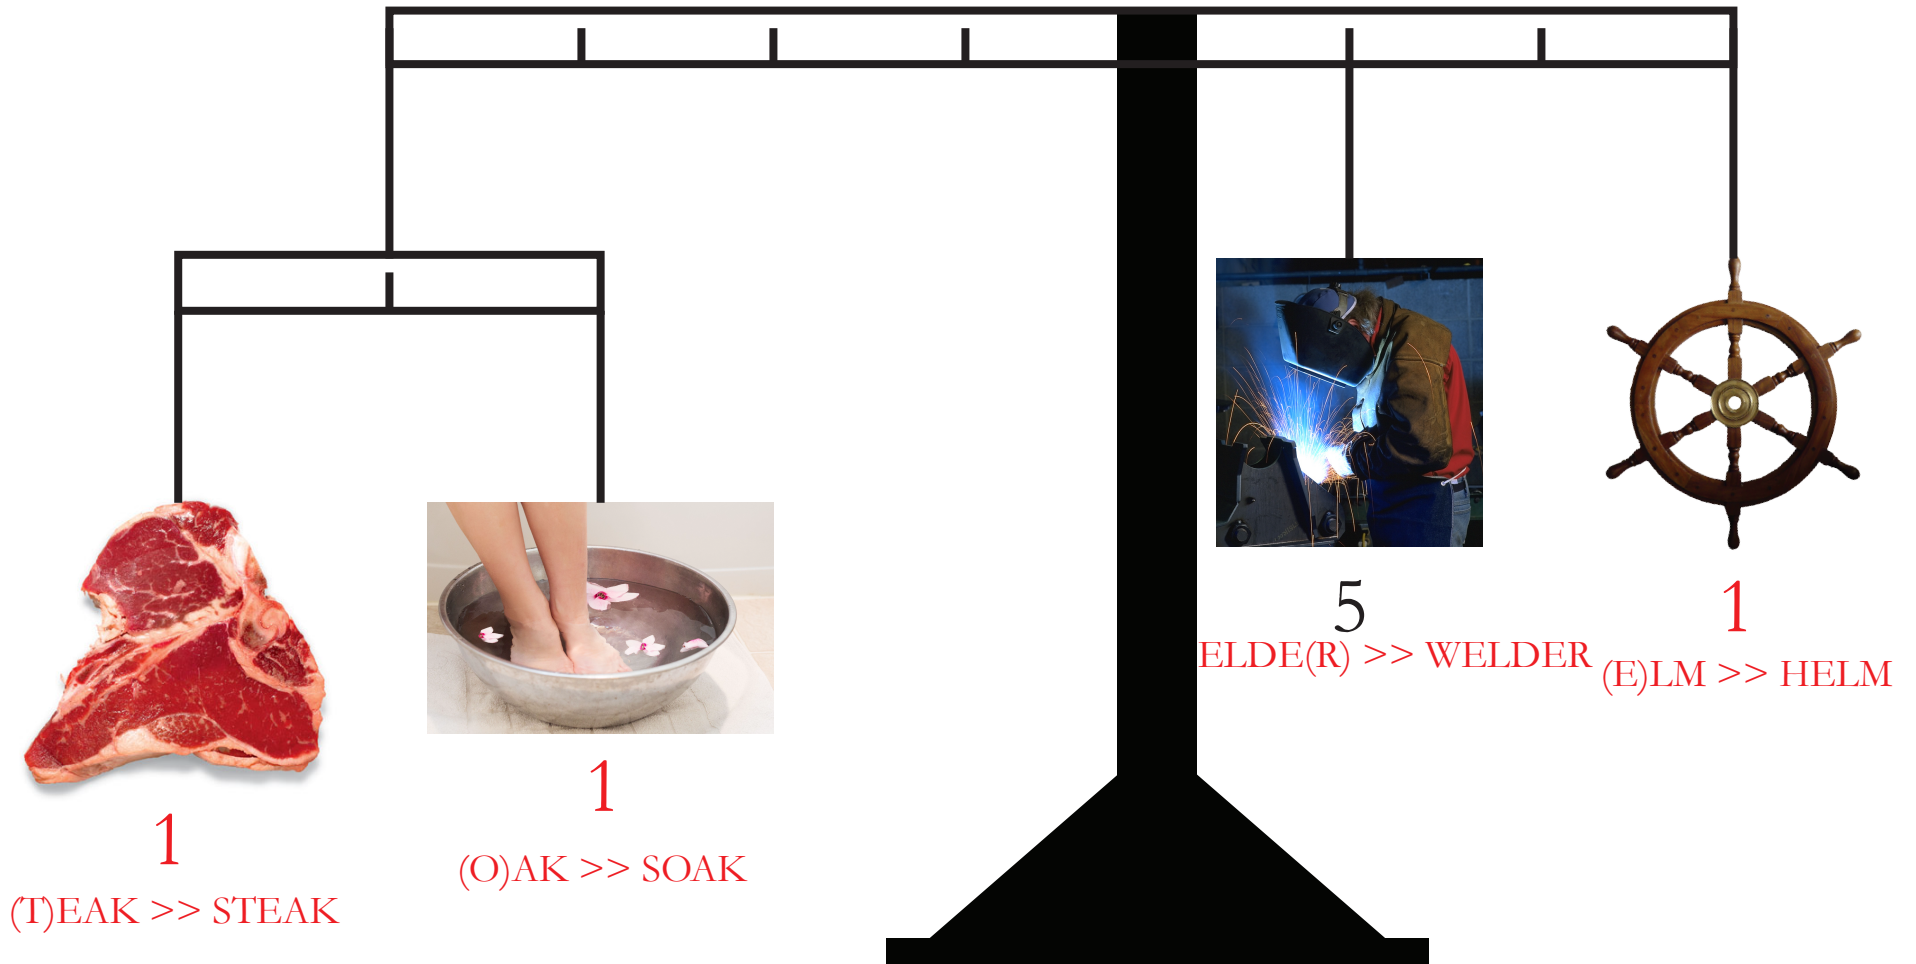 5
1
ELDE(R) >> WELDER
(E)LM >> HELM
1
1
(O)AK >> SOAK
(T)EAK >> STEAK